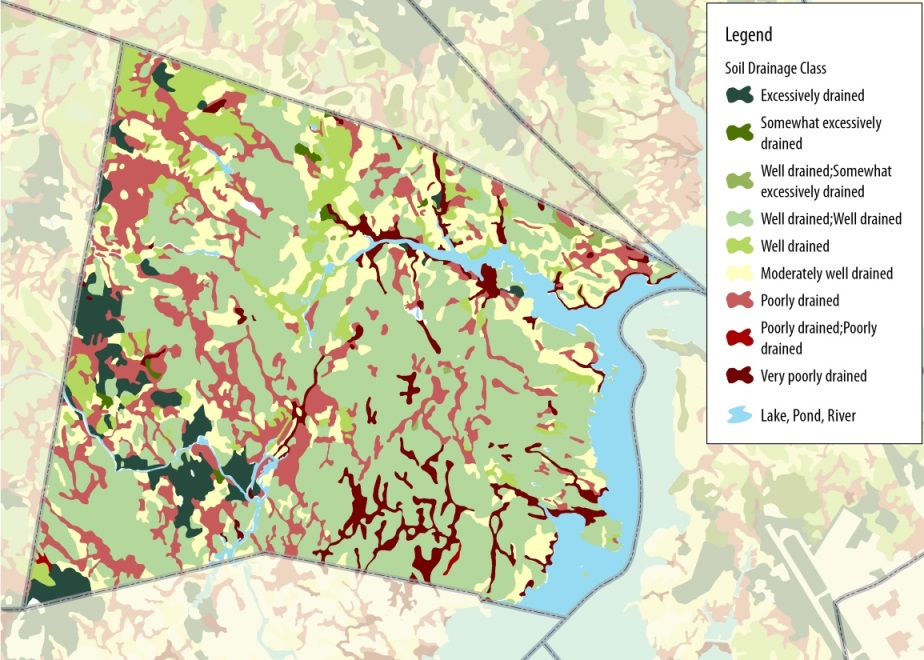 Legend
Soil Drainage Class
Excessively drained
Somewhat excessively
drained
Well drained;Somewhat
excessively drained
Well drained;Well drained
Well drained
Moderately well drained
Poorly drained
Poorly drained;Poorly
drained
Very poorly drained
Lake, Pond, River